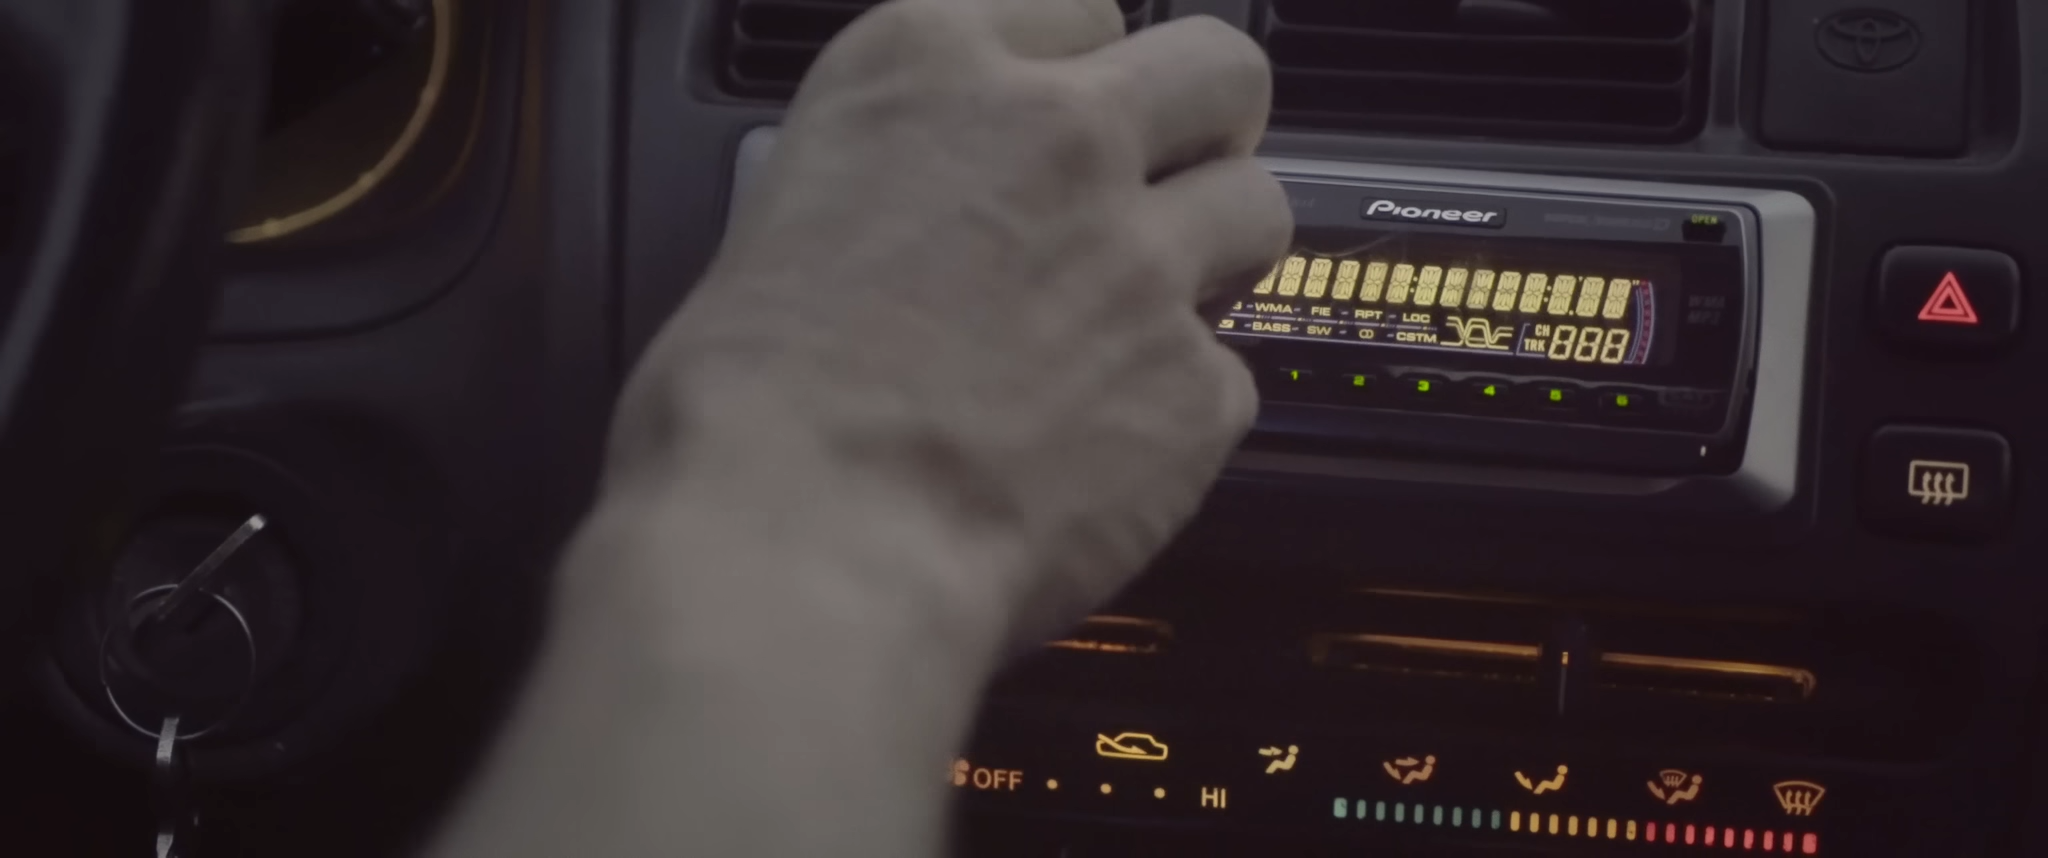 Pioneer
OPEN
WMA FIE RPT LOC
BASS SW CSTM
CH
TRK 888
1 2 3 4 5 6
OFF HI